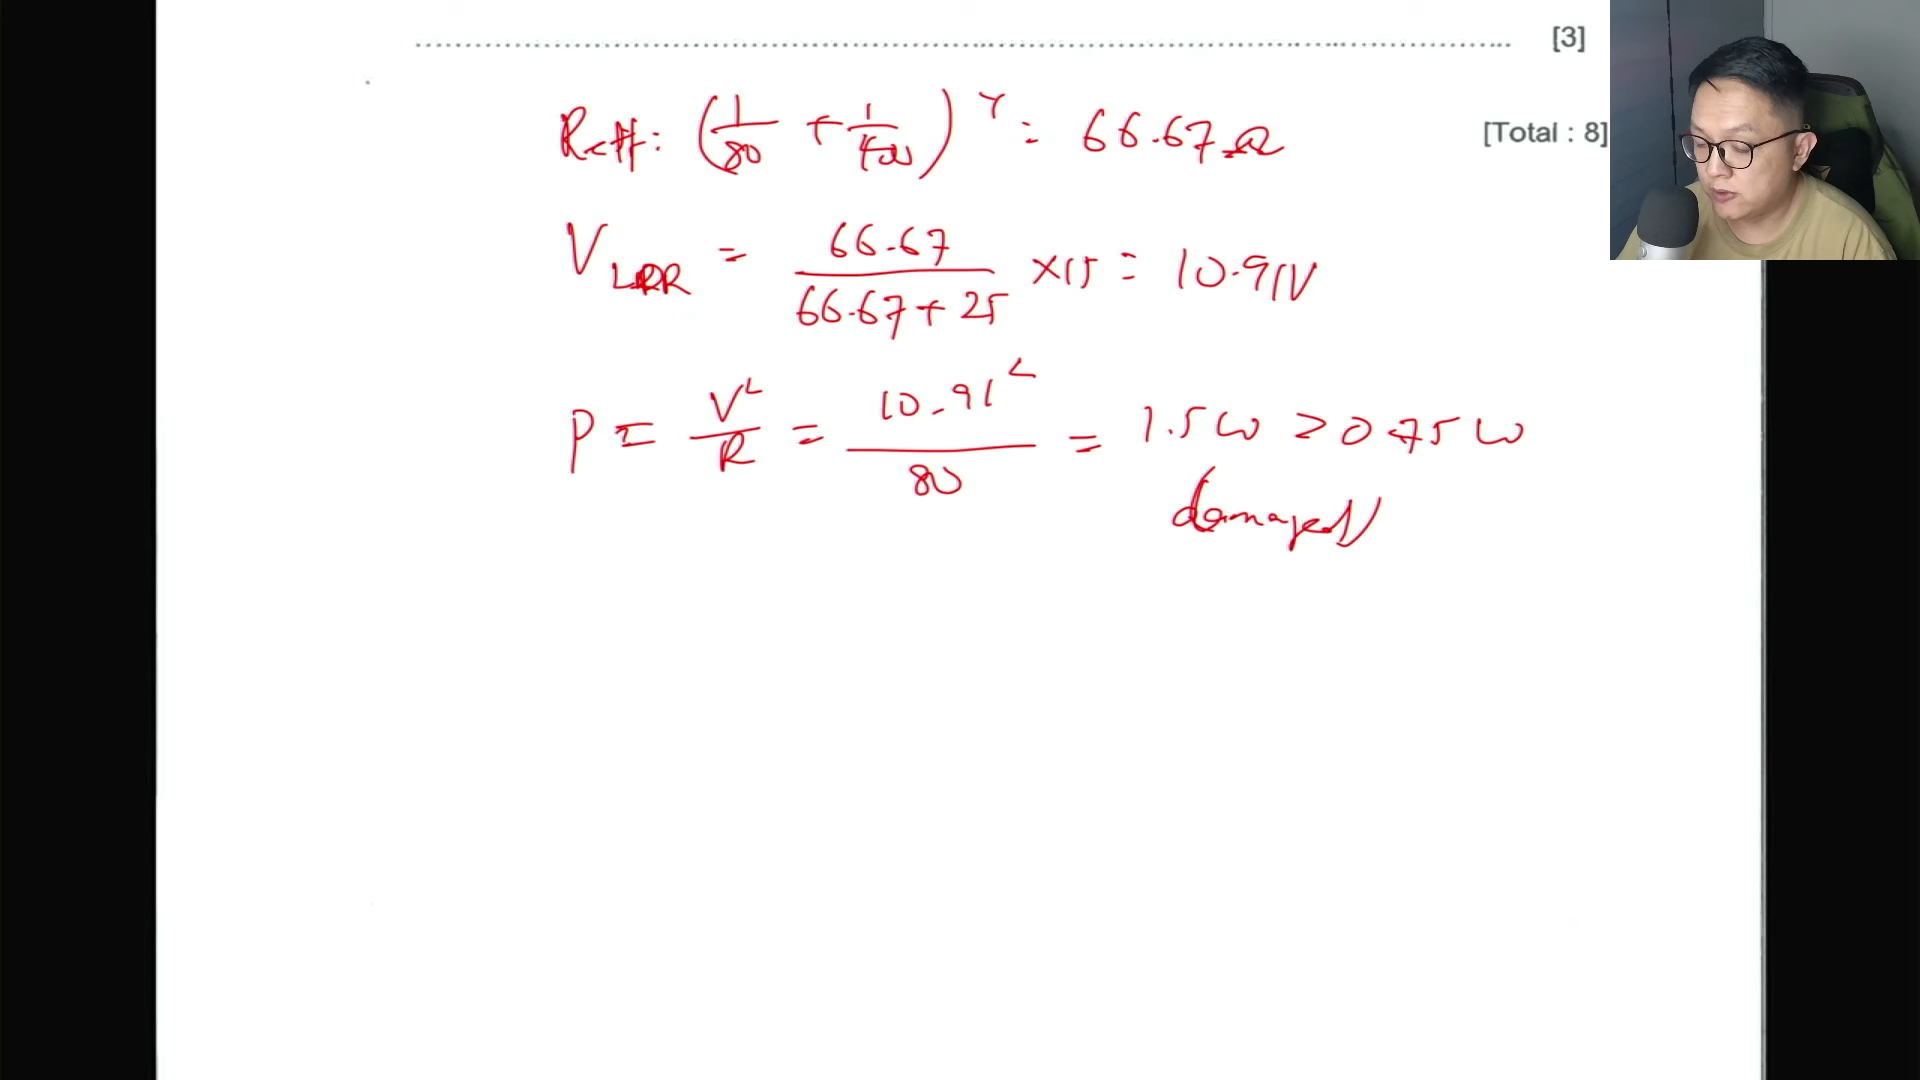 [3]
Reff: (1/80 + 1/400)^-1 = 66.67Ω
[Total : 8]
V_LDR = 66.67/(66.67+25) ×15 = 10.91V
P = V²/R = 10.91²/80 = 1.5W > 0.75W
damaged